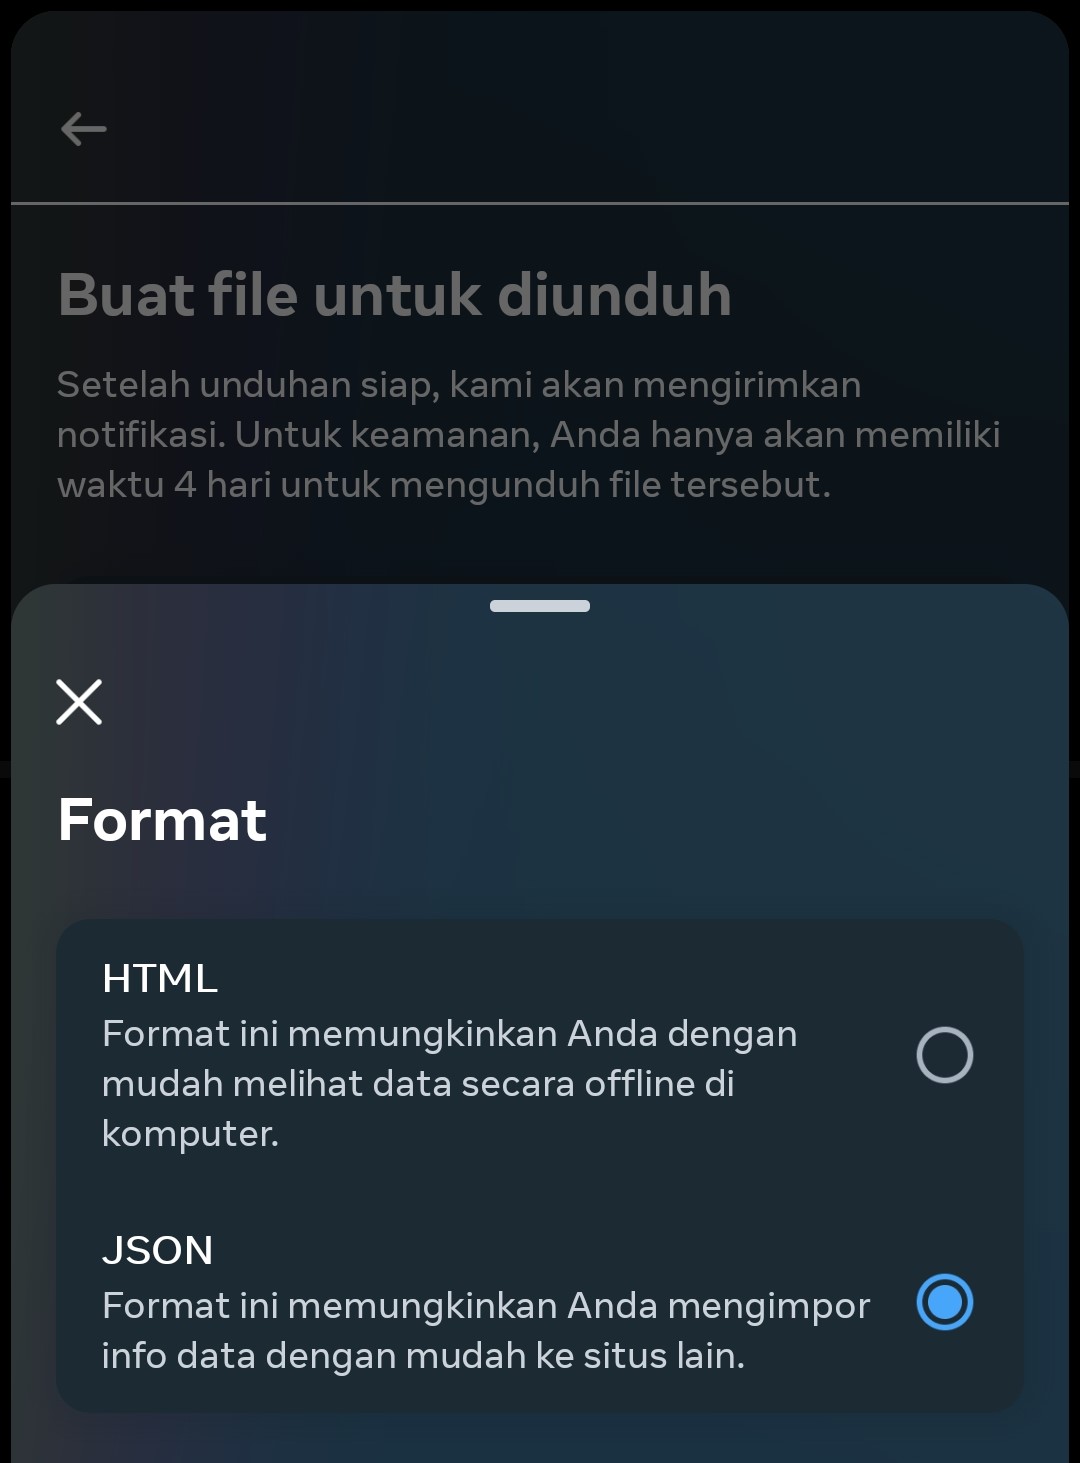 Buat file untuk diunduh
Setelah unduhan siap, kami akan mengirimkan
notifikasi. Untuk keamanan, Anda hanya akan memiliki
waktu 4 hari untuk mengunduh file tersebut.
Format
HTML
Format ini memungkinkan Anda dengan
mudah melihat data secara offline di
komputer.
JSON
Format ini memungkinkan Anda mengimpor
info data dengan mudah ke situs lain.